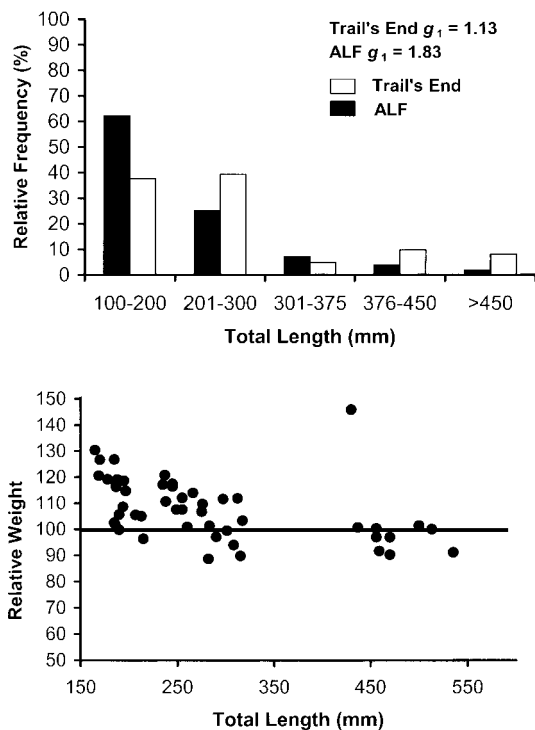 Trail's End g1 = 1.13
ALF g1 = 1.83
Trail's End
ALF
Relative Frequency (%)
100
90
80
70
60
50
40
30
20
10
0
100-200 201-300 301-375 376-450 >450
Total Length (mm)
Relative Weight
150
140
130
120
110
100
90
80
70
60
50
150 250 350 450 550
Total Length (mm)